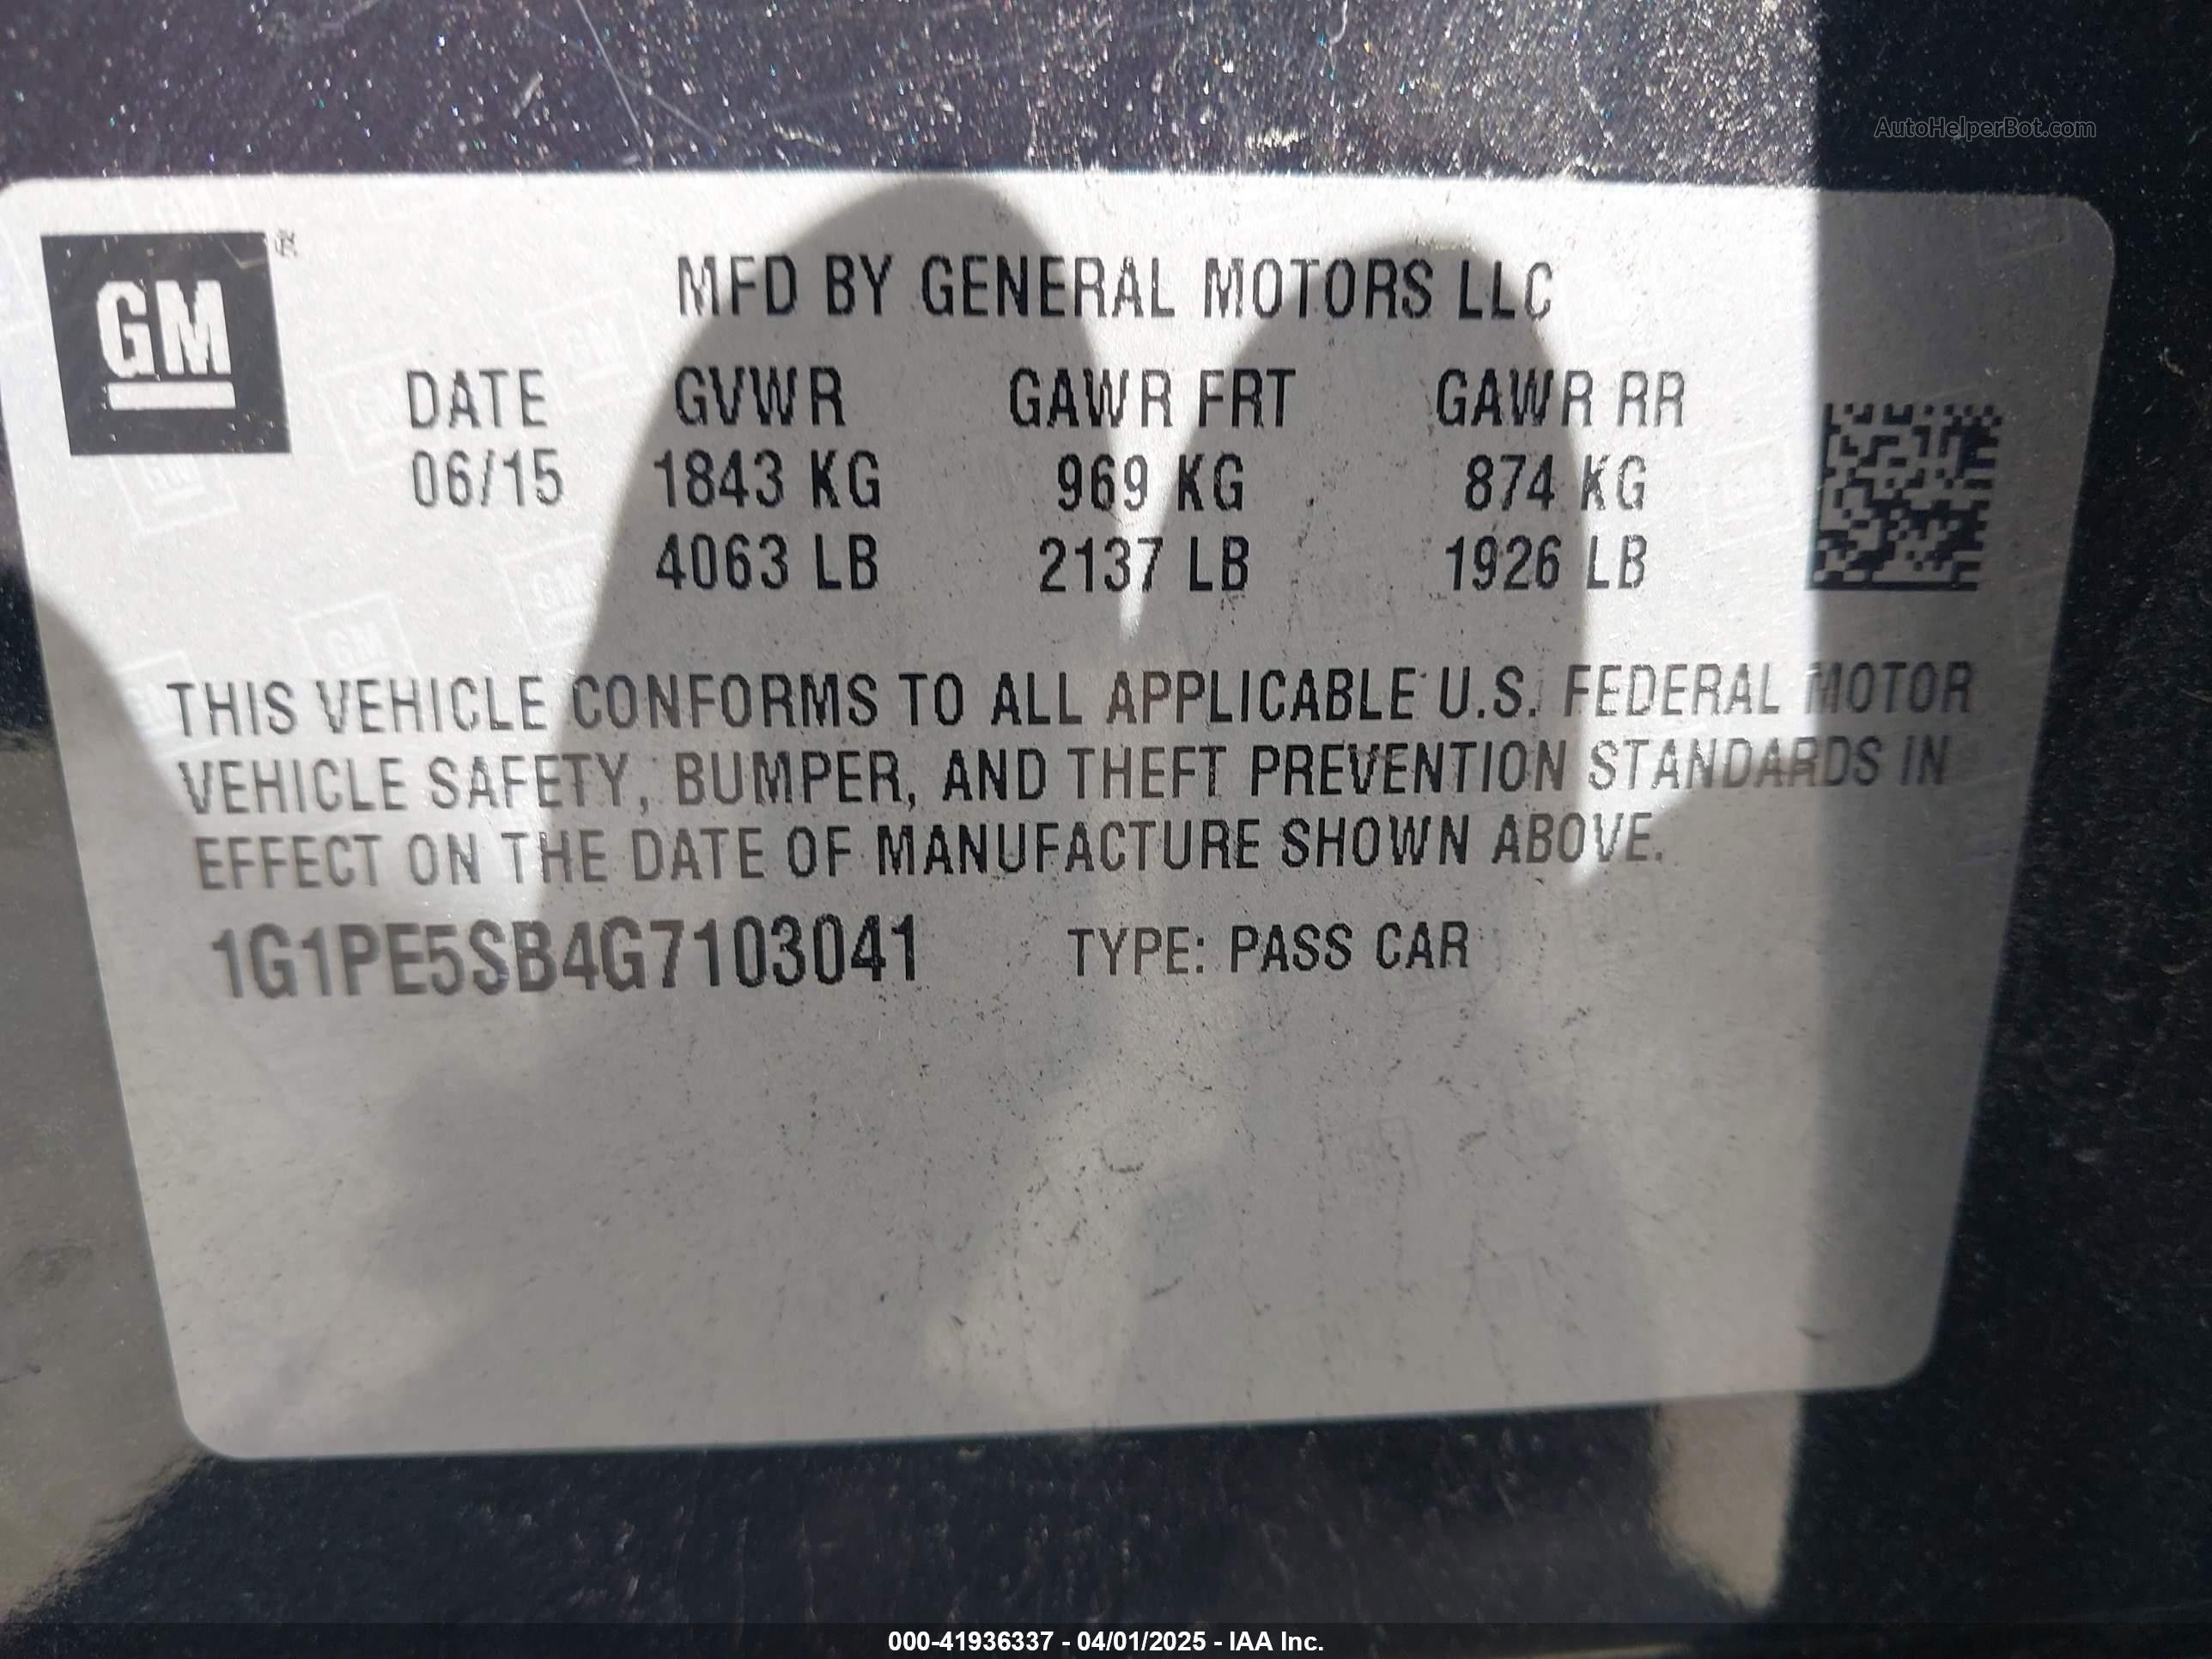 AutoHelperBot.com
GM
MFD BY GENERAL MOTORS LLC
DATE GVWR GAWR FRT GAWR RR
06/15 1843 KG 969 KG 874 KG
4063 LB 2137 LB 1926 LB
THIS VEHICLE CONFORMS TO ALL APPLICABLE U.S. FEDERAL MOTOR
VEHICLE SAFETY, BUMPER, AND THEFT PREVENTION STANDARDS IN
EFFECT ON THE DATE OF MANUFACTURE SHOWN ABOVE.
1G1PE5SB4G7103041 TYPE: PASS CAR
000-41936337 - 04/01/2025 - IAA Inc.